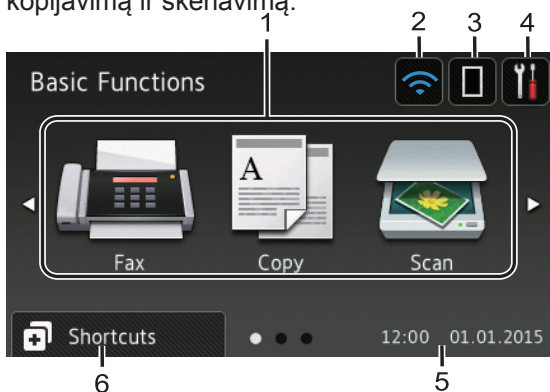 kopijavimą ir skenavimą.
1
2 3 4
Basic Functions
A
Fax Copy Scan
Shortcuts 12:00 01.01.2015
6 5